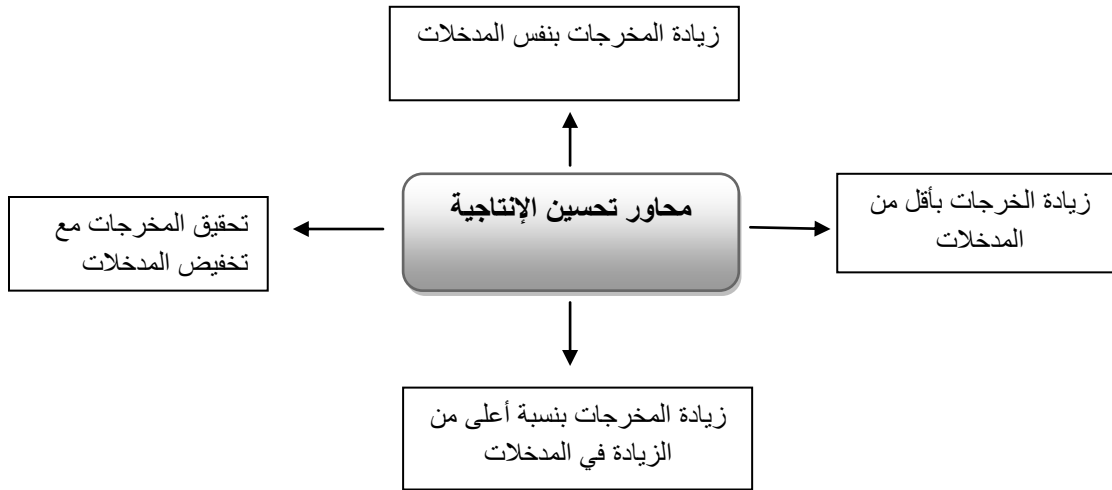 زيادة المخرجات بنفس المدخلات
محاور تحسين الإنتاجية
زيادة الخرجات بأقل من
المدخلات
تحقيق المخرجات مع
تخفيض المدخلات
زيادة المخرجات بنسبة أعلى من
الزيادة في المدخلات